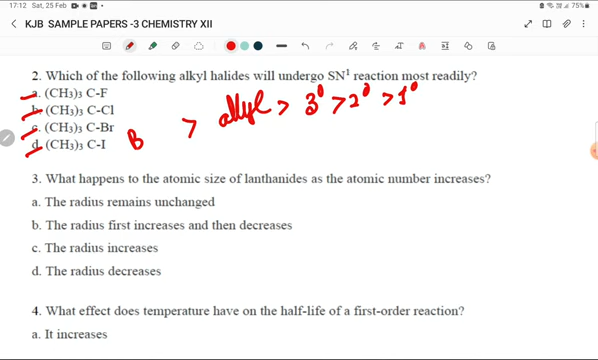 17:12 Sat, 25 Feb
75%
KJB SAMPLE PAPERS -3 CHEMISTRY XII
2. Which of the following alkyl halides will undergo SN¹ reaction most readily?
a. (CH₃)₃ C-F
b. (CH₃)₃ C-Cl
c. (CH₃)₃ C-Br
d. (CH₃)₃ C-I
B > allyl > 3⁰ > 2⁰ > 1⁰
3. What happens to the atomic size of lanthanides as the atomic number increases?
a. The radius remains unchanged
b. The radius first increases and then decreases
c. The radius increases
d. The radius decreases
4. What effect does temperature have on the half-life of a first-order reaction?
a. It increases